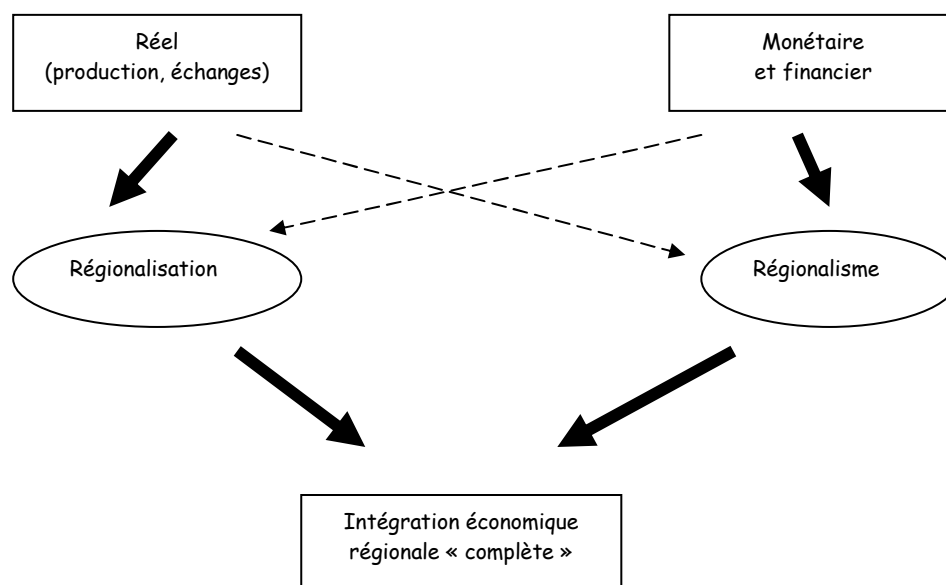 Réel
(production, échanges)
Monétaire
et financier
Régionalisation
Régionalisme
Intégration économique
régionale « complète »